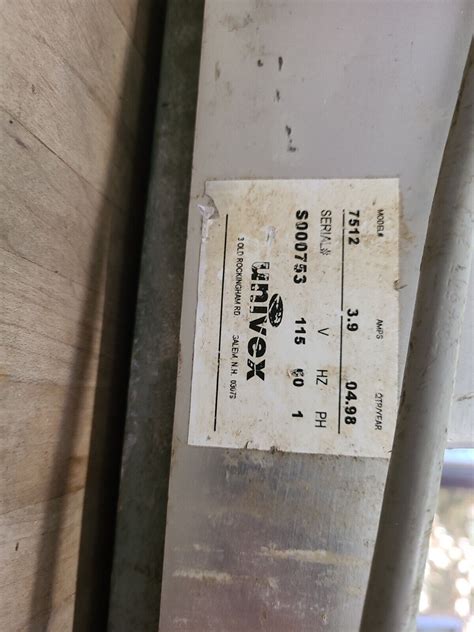 MODEL# AMPS QTR/YEAR
7512 3.9 04.98
SERIAL# V HZ PH
S000753 115 60 1
univex
3 OLD ROCKINGHAM RD. SALEM, N.H. 03079